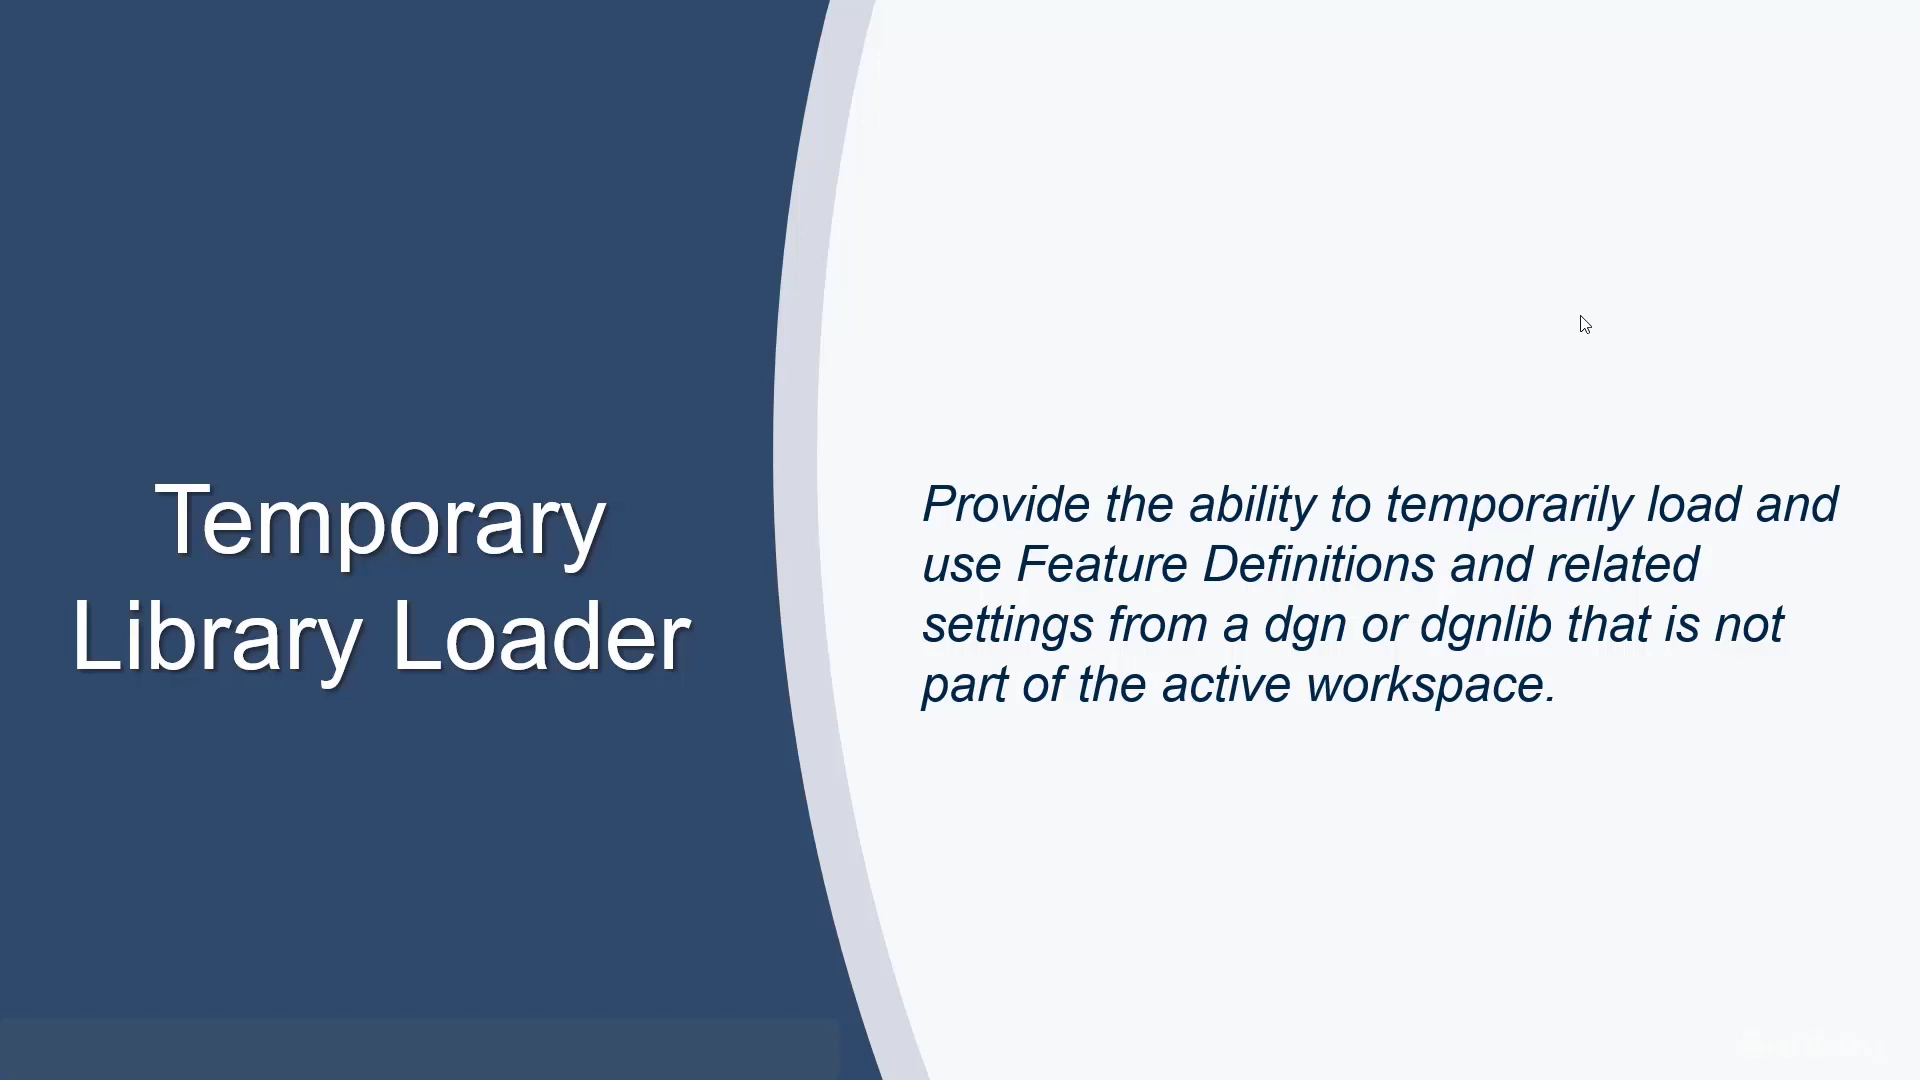 Temporary
Library Loader
Provide the ability to temporarily load and
use Feature Definitions and related
settings from a dgn or dgnlib that is not
part of the active workspace.